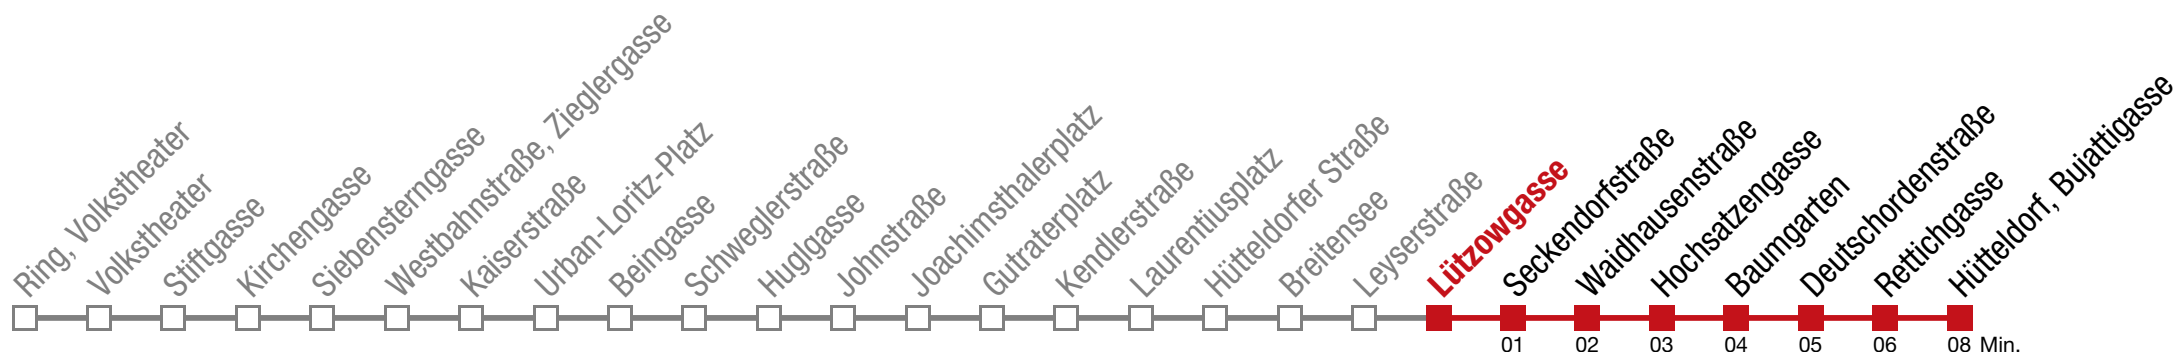 Ring, Volkstheater
Volkstheater
Stiftgasse
Kirchengasse
Siebensterngasse
Westbahnstraße, Zieglergasse
Kaiserstraße
Urban-Loritz-Platz
Beingasse
Schweglerstraße
Huglgasse
Johnstraße
Joachimsthalerplatz
Gutraterplatz
Kendlerstraße
Laurentiusplatz
Hütteldorfer Straße
Breitensee
Leyserstraße
Lützowgasse
Seckendorfstraße
Waidhausenstraße
Hochsatzengasse
Baumgarten
Deutschordenstraße
Rettichgasse
Hütteldorf, Bujattigasse
01 02 03 04 05 06 08 Min.